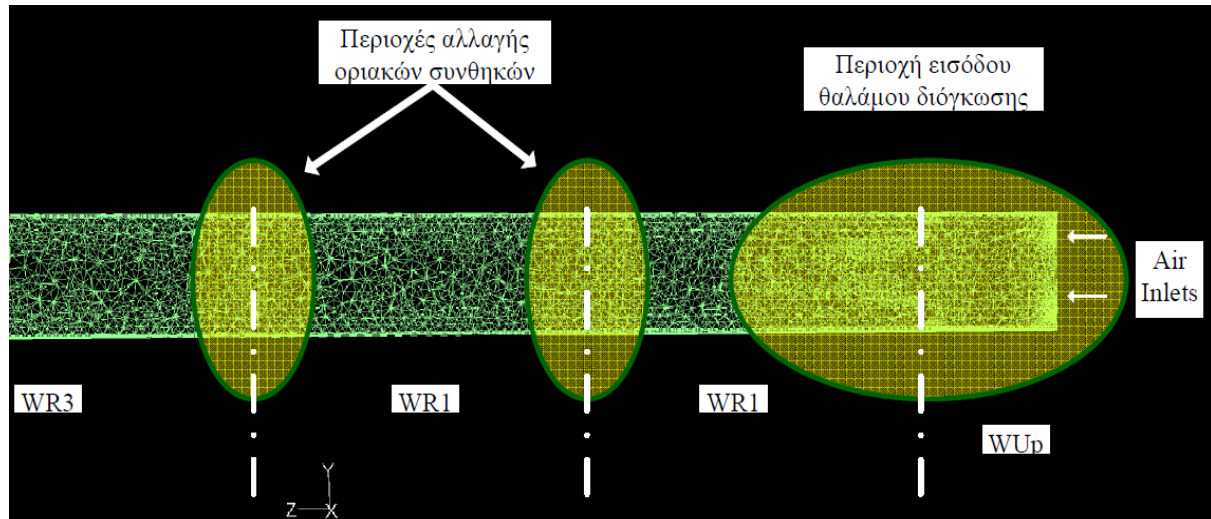 Περιοχές αλλαγής
οριακών συνθηκών
Περιοχή εισόδου
θαλάμου διόγκωσης
Air
Inlets
WR3
WR1
WR1
WUp
Y
Z
X